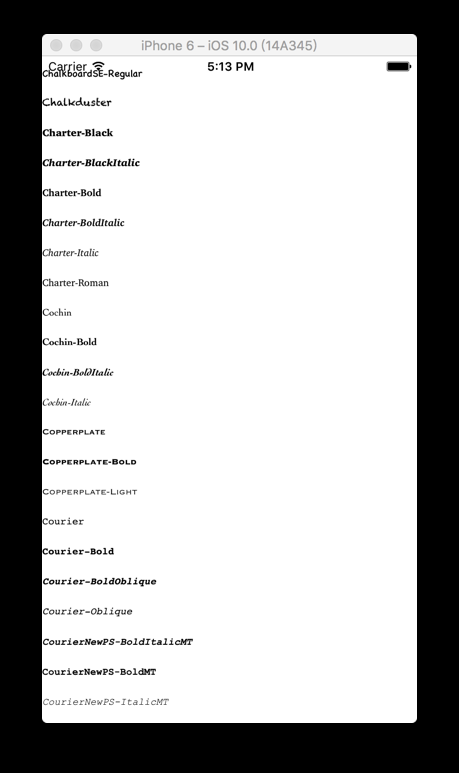 iPhone 6 – iOS 10.0 (14A345)
Carrier 5:13 PM
ChalkboardSE-Regular
Chalkduster
Charter-Black
Charter-BlackItalic
Charter-Bold
Charter-BoldItalic
Charter-Italic
Charter-Roman
Cochin
Cochin-Bold
Cochin-BoldItalic
Cochin-Italic
Copperplate
Copperplate-Bold
Copperplate-Light
Courier
Courier-Bold
Courier-BoldOblique
Courier-Oblique
CourierNewPS-BoldItalicMT
CourierNewPS-BoldMT
CourierNewPS-ItalicMT